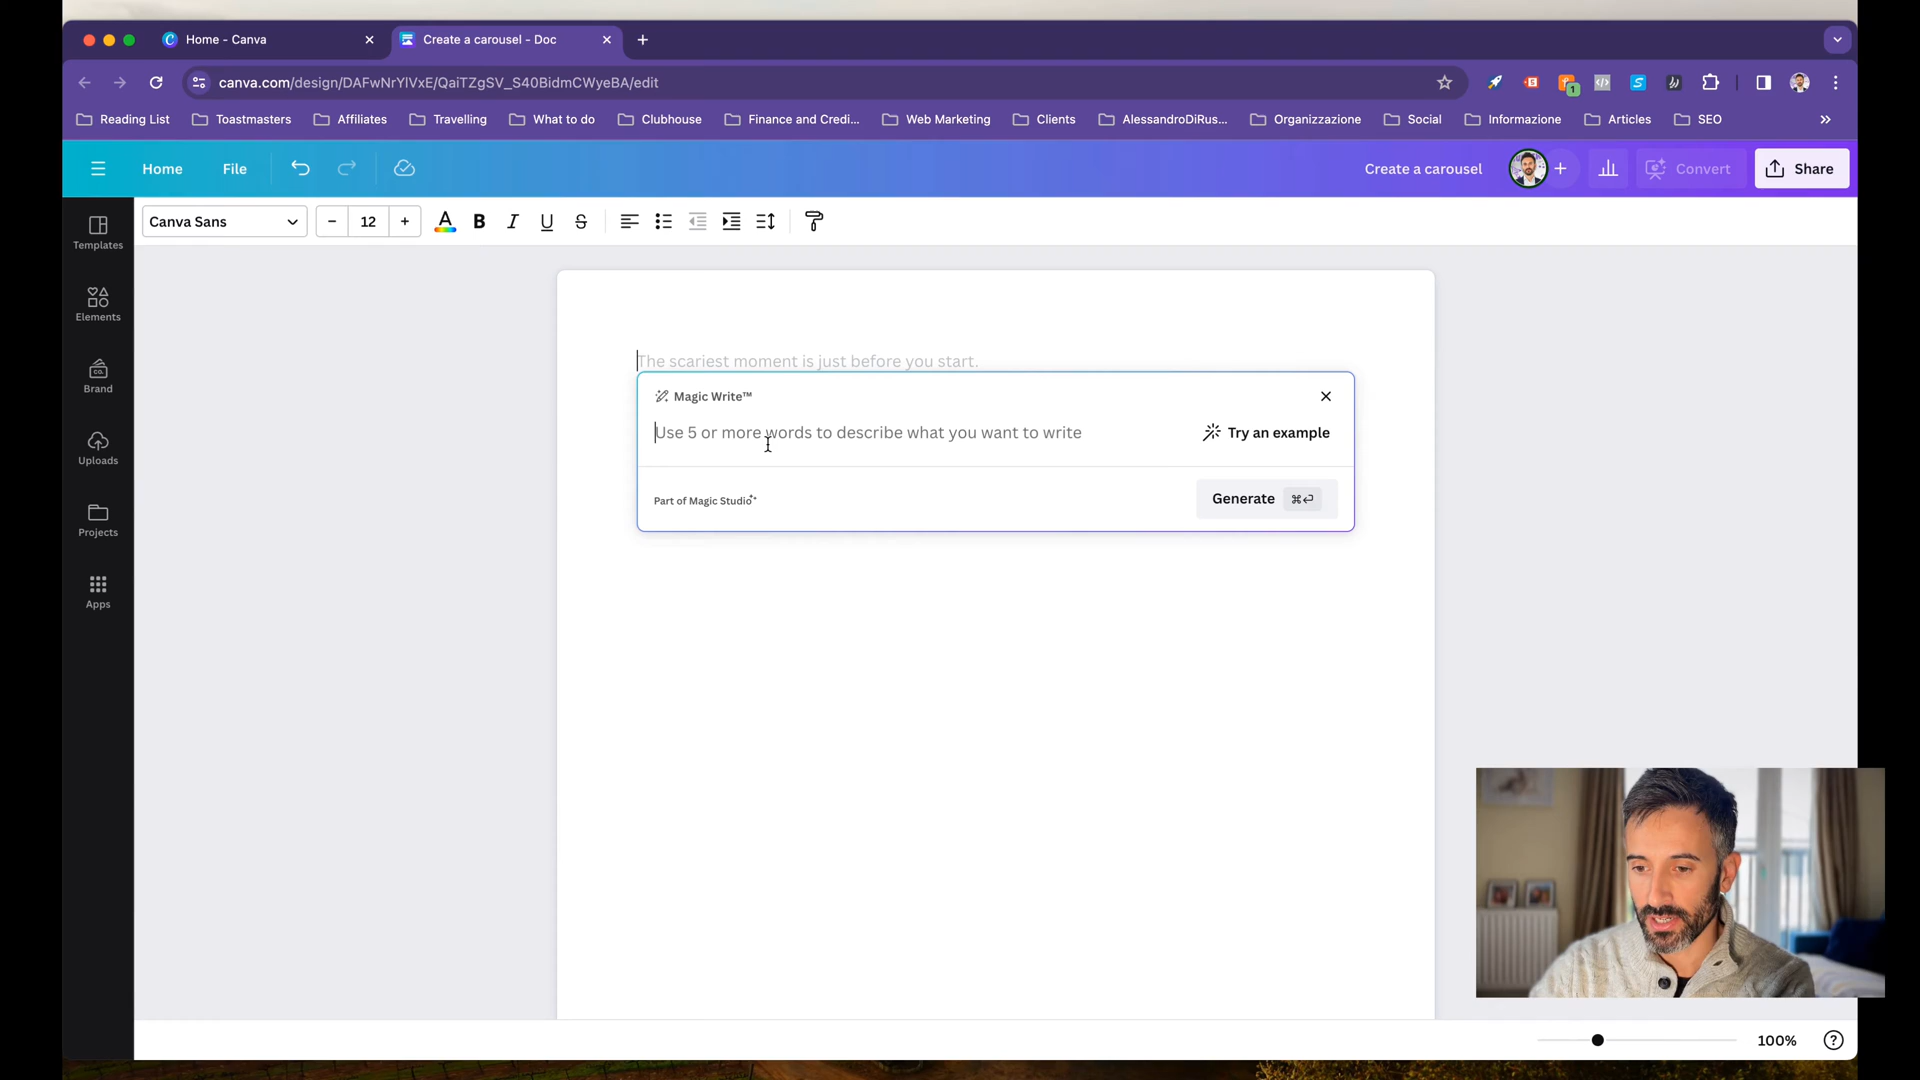 Home - Canva
Create a carousel - Doc
canva.com/design/DAFwNrYlVxE/QaiTZgSV_S40BidmCWyeBA/edit
1
Reading List
Toastmasters
Affiliates
Travelling
What to do
Clubhouse
Finance and Credi...
Web Marketing
Clients
AlessandroDiRus...
Organizzazione
Social
Informazione
Articles
SEO
Home
File
Create a carousel
Convert
Share
Canva Sans
12
A
B
I
U
S
Templates
Elements
Brand
Uploads
Projects
Apps
The scariest moment is just before you start.
Magic Write™
Use 5 or more words to describe what you want to write
Try an example
Part of Magic Studio
Generate
100%